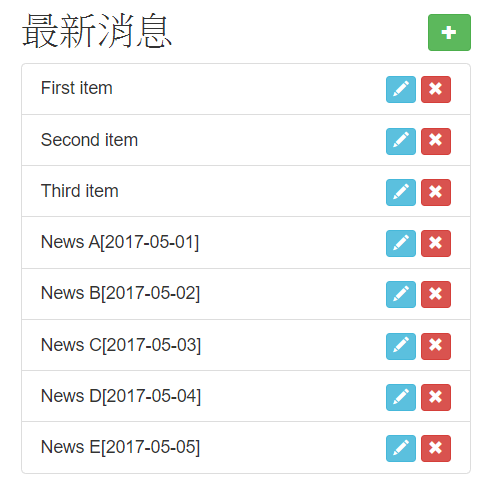 最新消息
First item
Second item
Third item
News A[2017-05-01]
News B[2017-05-02]
News C[2017-05-03]
News D[2017-05-04]
News E[2017-05-05]